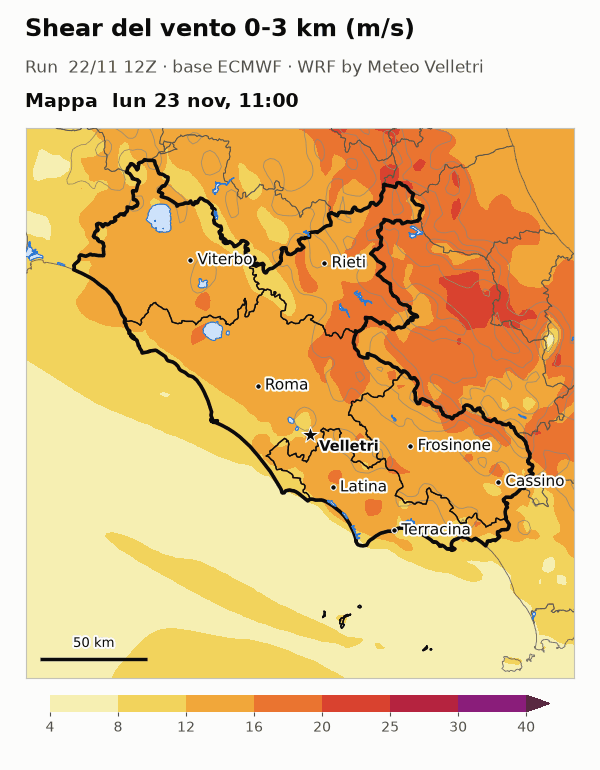 Shear del vento 0-3 km (m/s)
Run  22/11 12Z · base ECMWF · WRF by Meteo Velletri
Mappa  lun 23 nov, 11:00
Viterbo
Rieti
Roma
Velletri
Frosinone
Latina
Cassino
Terracina
50 km
4 8 12 16 20 25 30 40